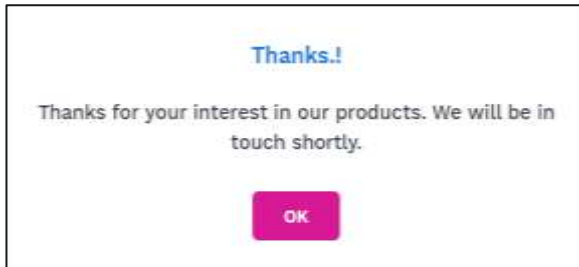 Thanks.!
Thanks for your interest in our products. We will be in
touch shortly.
OK